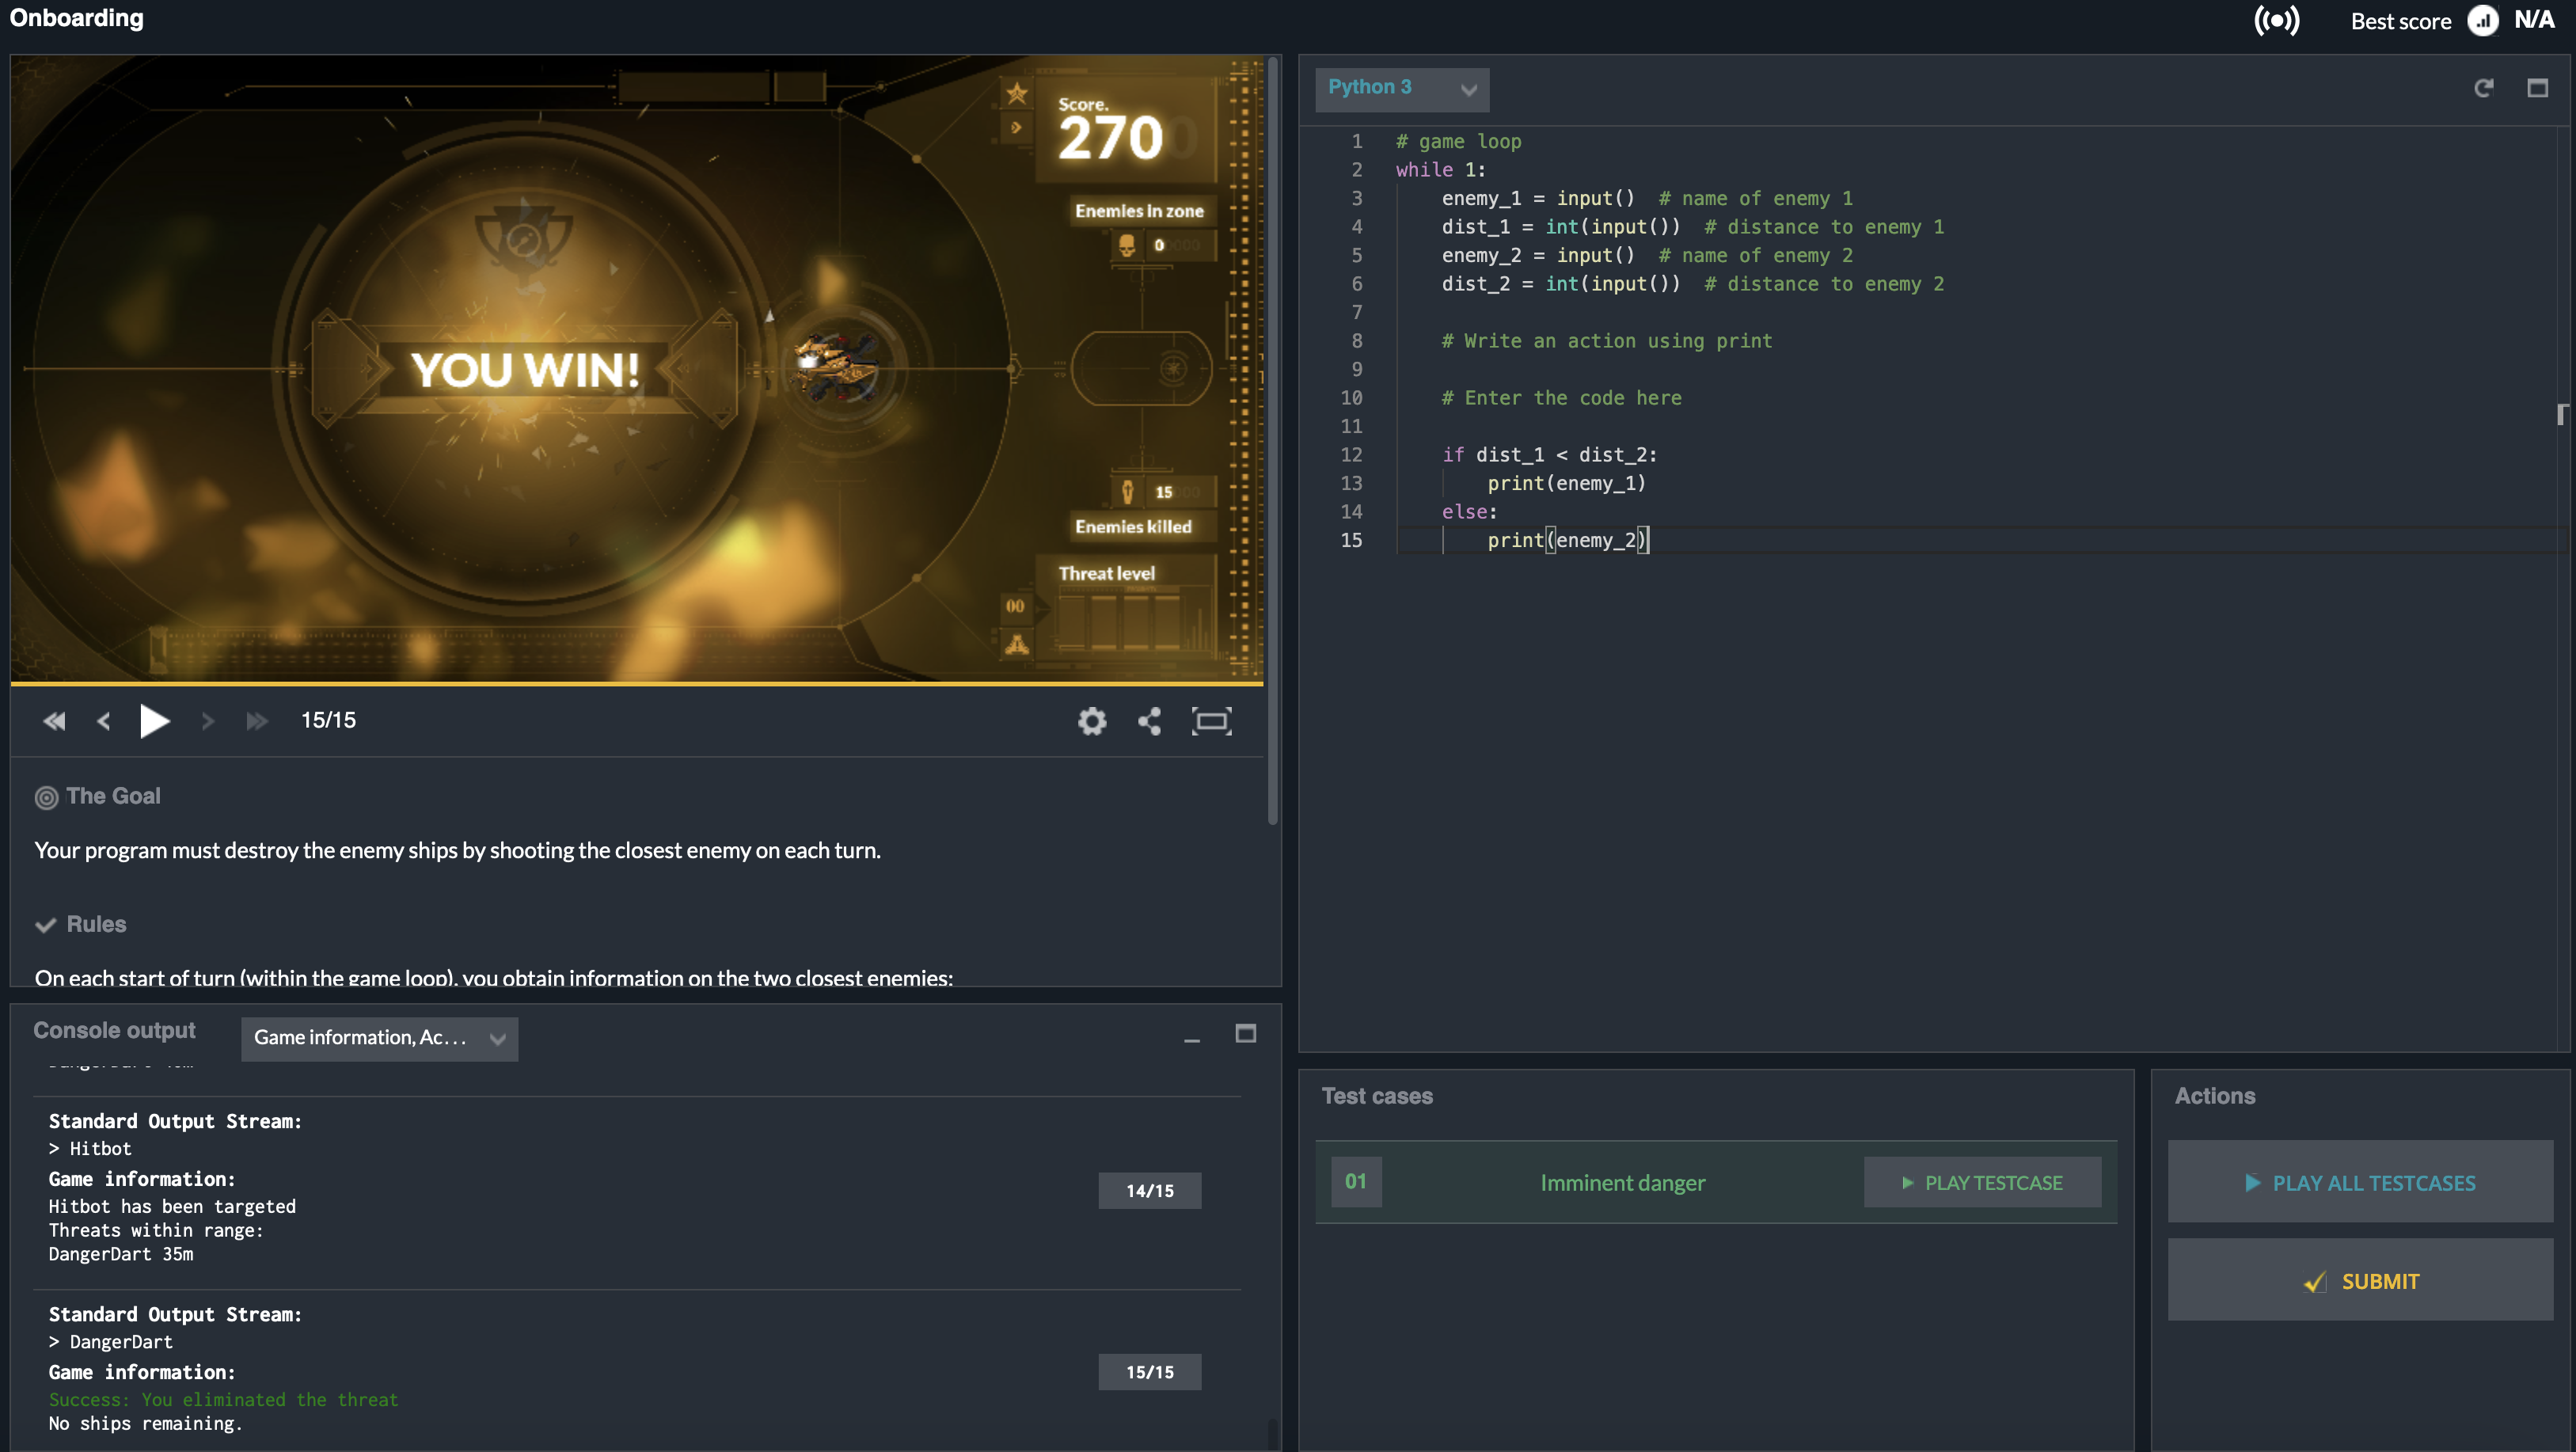 Onboarding
Best score N/A
Score.
270
Enemies in zone
0
YOU WIN!
15
Enemies killed
Threat level
00
15/15
The Goal
Your program must destroy the enemy ships by shooting the closest enemy on each turn.
Rules
On each start of turn (within the game loop), you obtain information on the two closest enemies:
Console output
Game information, Ac...
Standard Output Stream:
> Hitbot
Game information:
Hitbot has been targeted
Threats within range:
DangerDart 35m
14/15
Standard Output Stream:
> DangerDart
Game information:
Success: You eliminated the threat
No ships remaining.
15/15
Python 3
1 # game loop
2 while 1:
3 enemy_1 = input()  # name of enemy 1
4 dist_1 = int(input())  # distance to enemy 1
5 enemy_2 = input()  # name of enemy 2
6 dist_2 = int(input())  # distance to enemy 2
7
8 # Write an action using print
9
10 # Enter the code here
11
12 if dist_1 < dist_2:
13 print(enemy_1)
14 else:
15 print(enemy_2)
Test cases
01 Imminent danger PLAY TESTCASE
Actions
PLAY ALL TESTCASES
SUBMIT